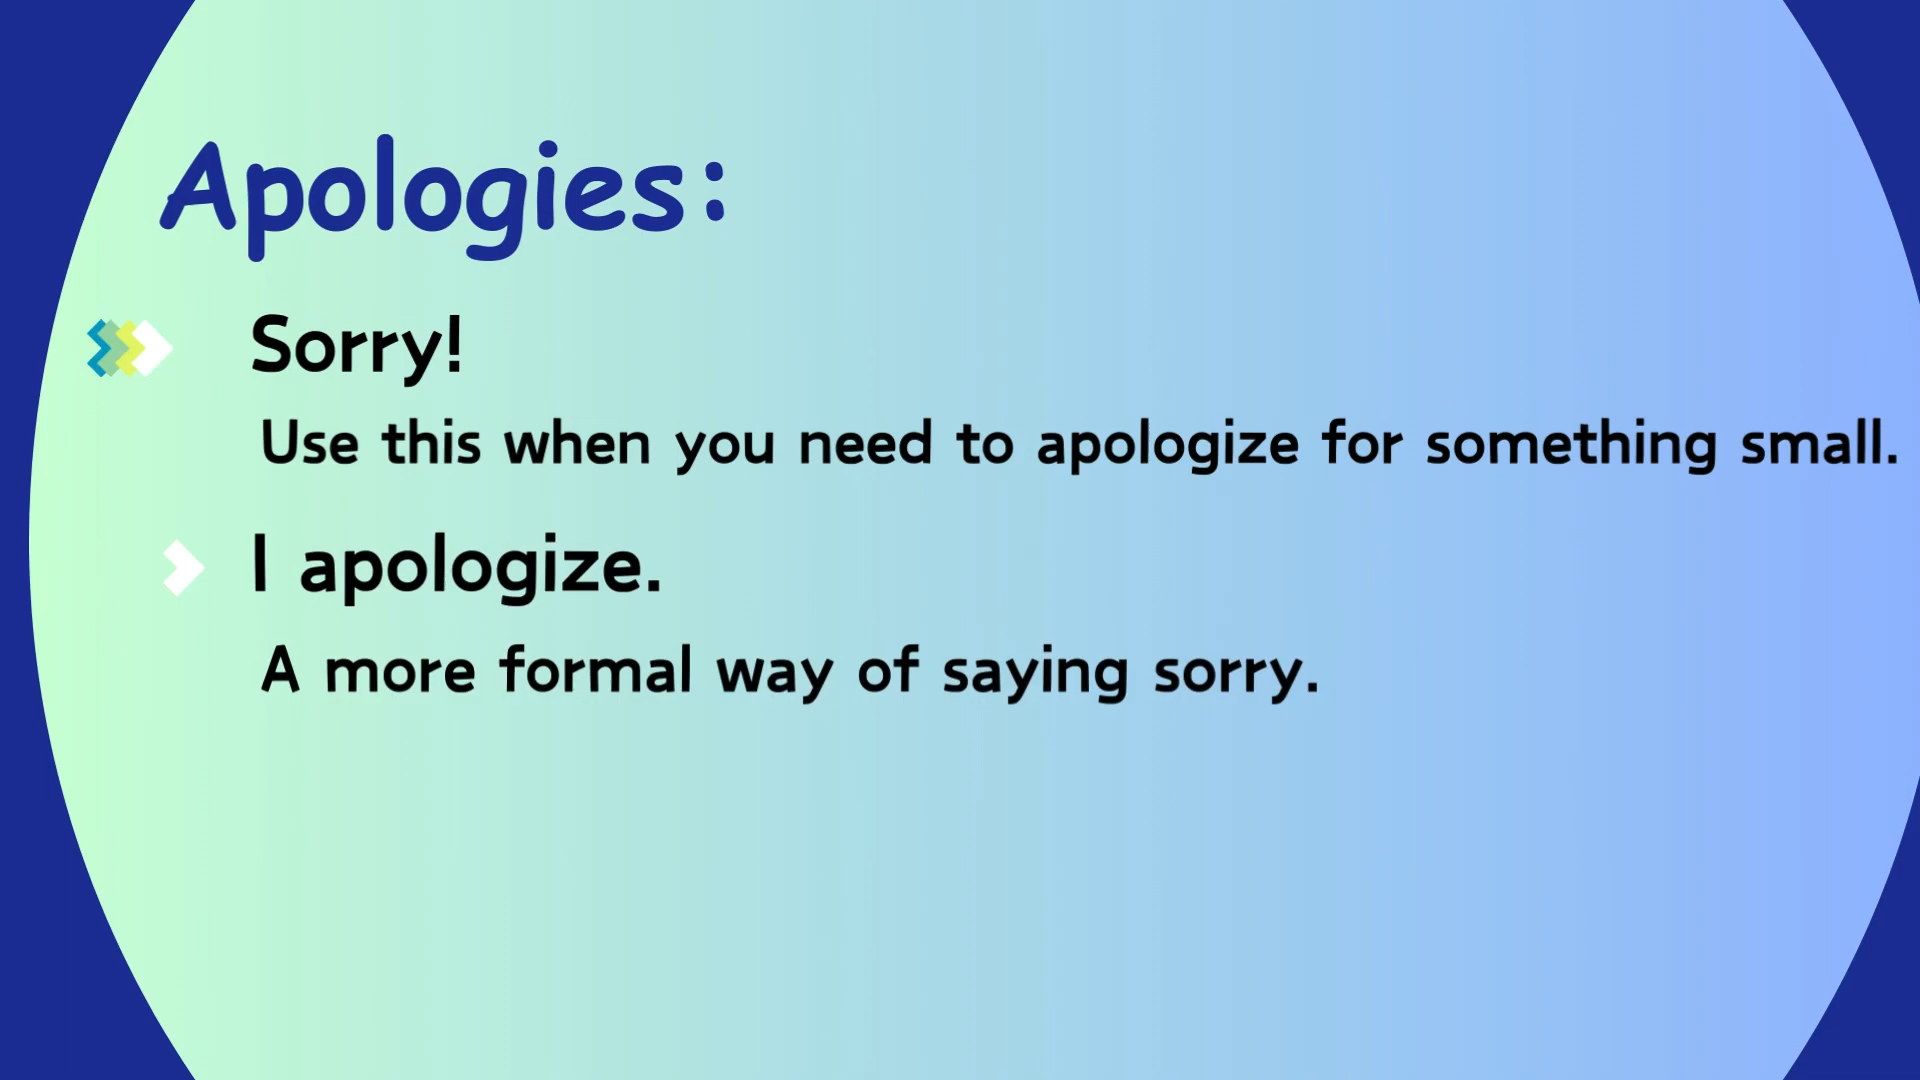 Apologies:
Sorry!
Use this when you need to apologize for something small.
I apologize.
A more formal way of saying sorry.